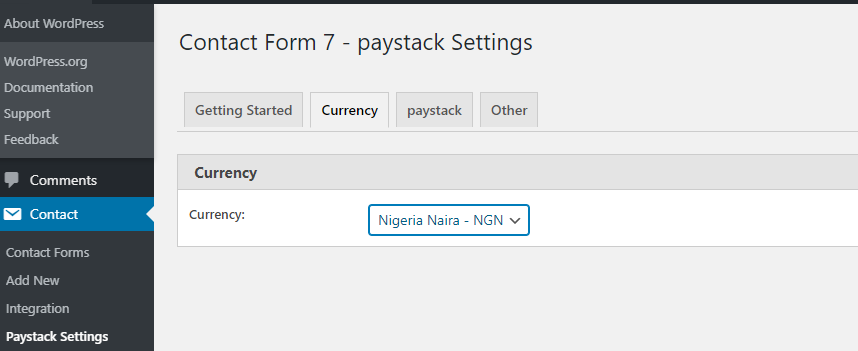 About WordPress
WordPress.org
Documentation
Support
Feedback
Comments
Contact
Contact Forms
Add New
Integration
Paystack Settings
Contact Form 7 - paystack Settings
Getting Started Currency paystack Other
Currency
Currency: Nigeria Naira - NGN